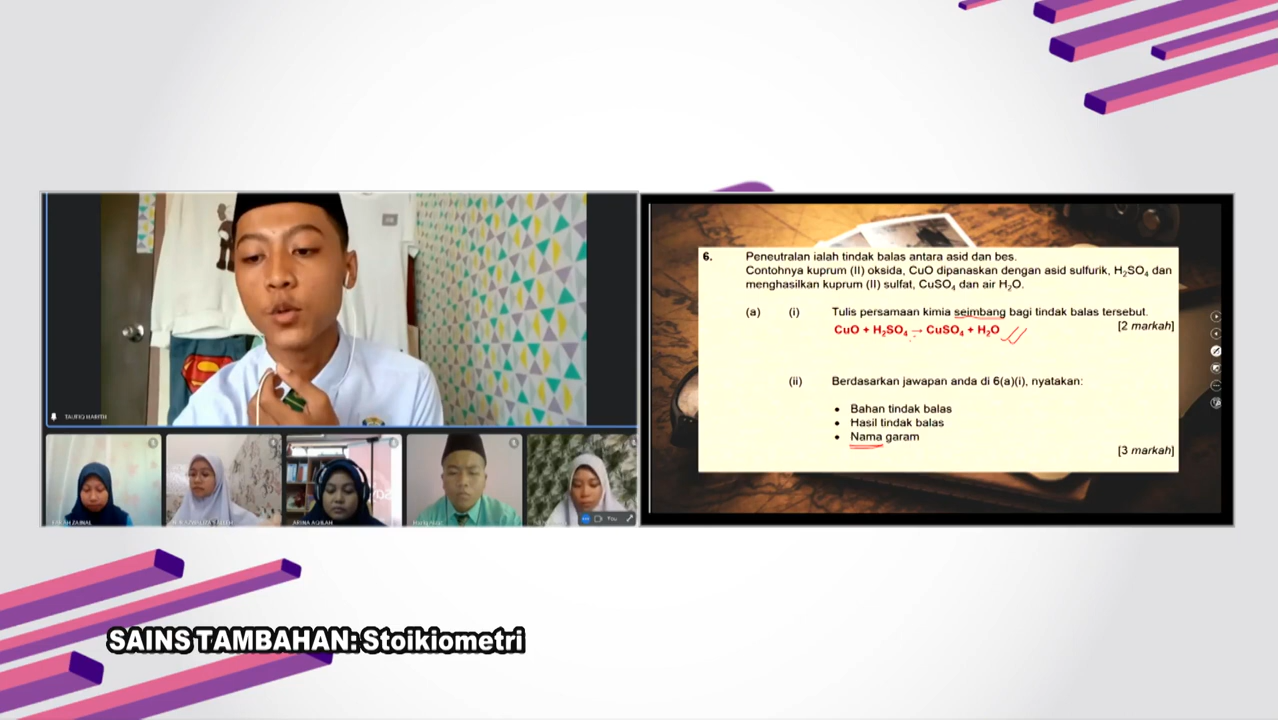 TAUFIQ HARITH
FARAH ZAINAL
ARINA AQILAH
You
6. Peneutralan ialah tindak balas antara asid dan bes.
Contohnya kuprum (II) oksida, CuO dipanaskan dengan asid sulfurik, H₂SO₄ dan
menghasilkan kuprum (II) sulfat, CuSO₄ dan air H₂O.
(a) (i) Tulis persamaan kimia seimbang bagi tindak balas tersebut.
[2 markah]
CuO + H₂SO₄ → CuSO₄ + H₂O
(ii) Berdasarkan jawapan anda di 6(a)(i), nyatakan:
• Bahan tindak balas
• Hasil tindak balas
• Nama garam
[3 markah]
SAINS TAMBAHAN: Stoikiometri